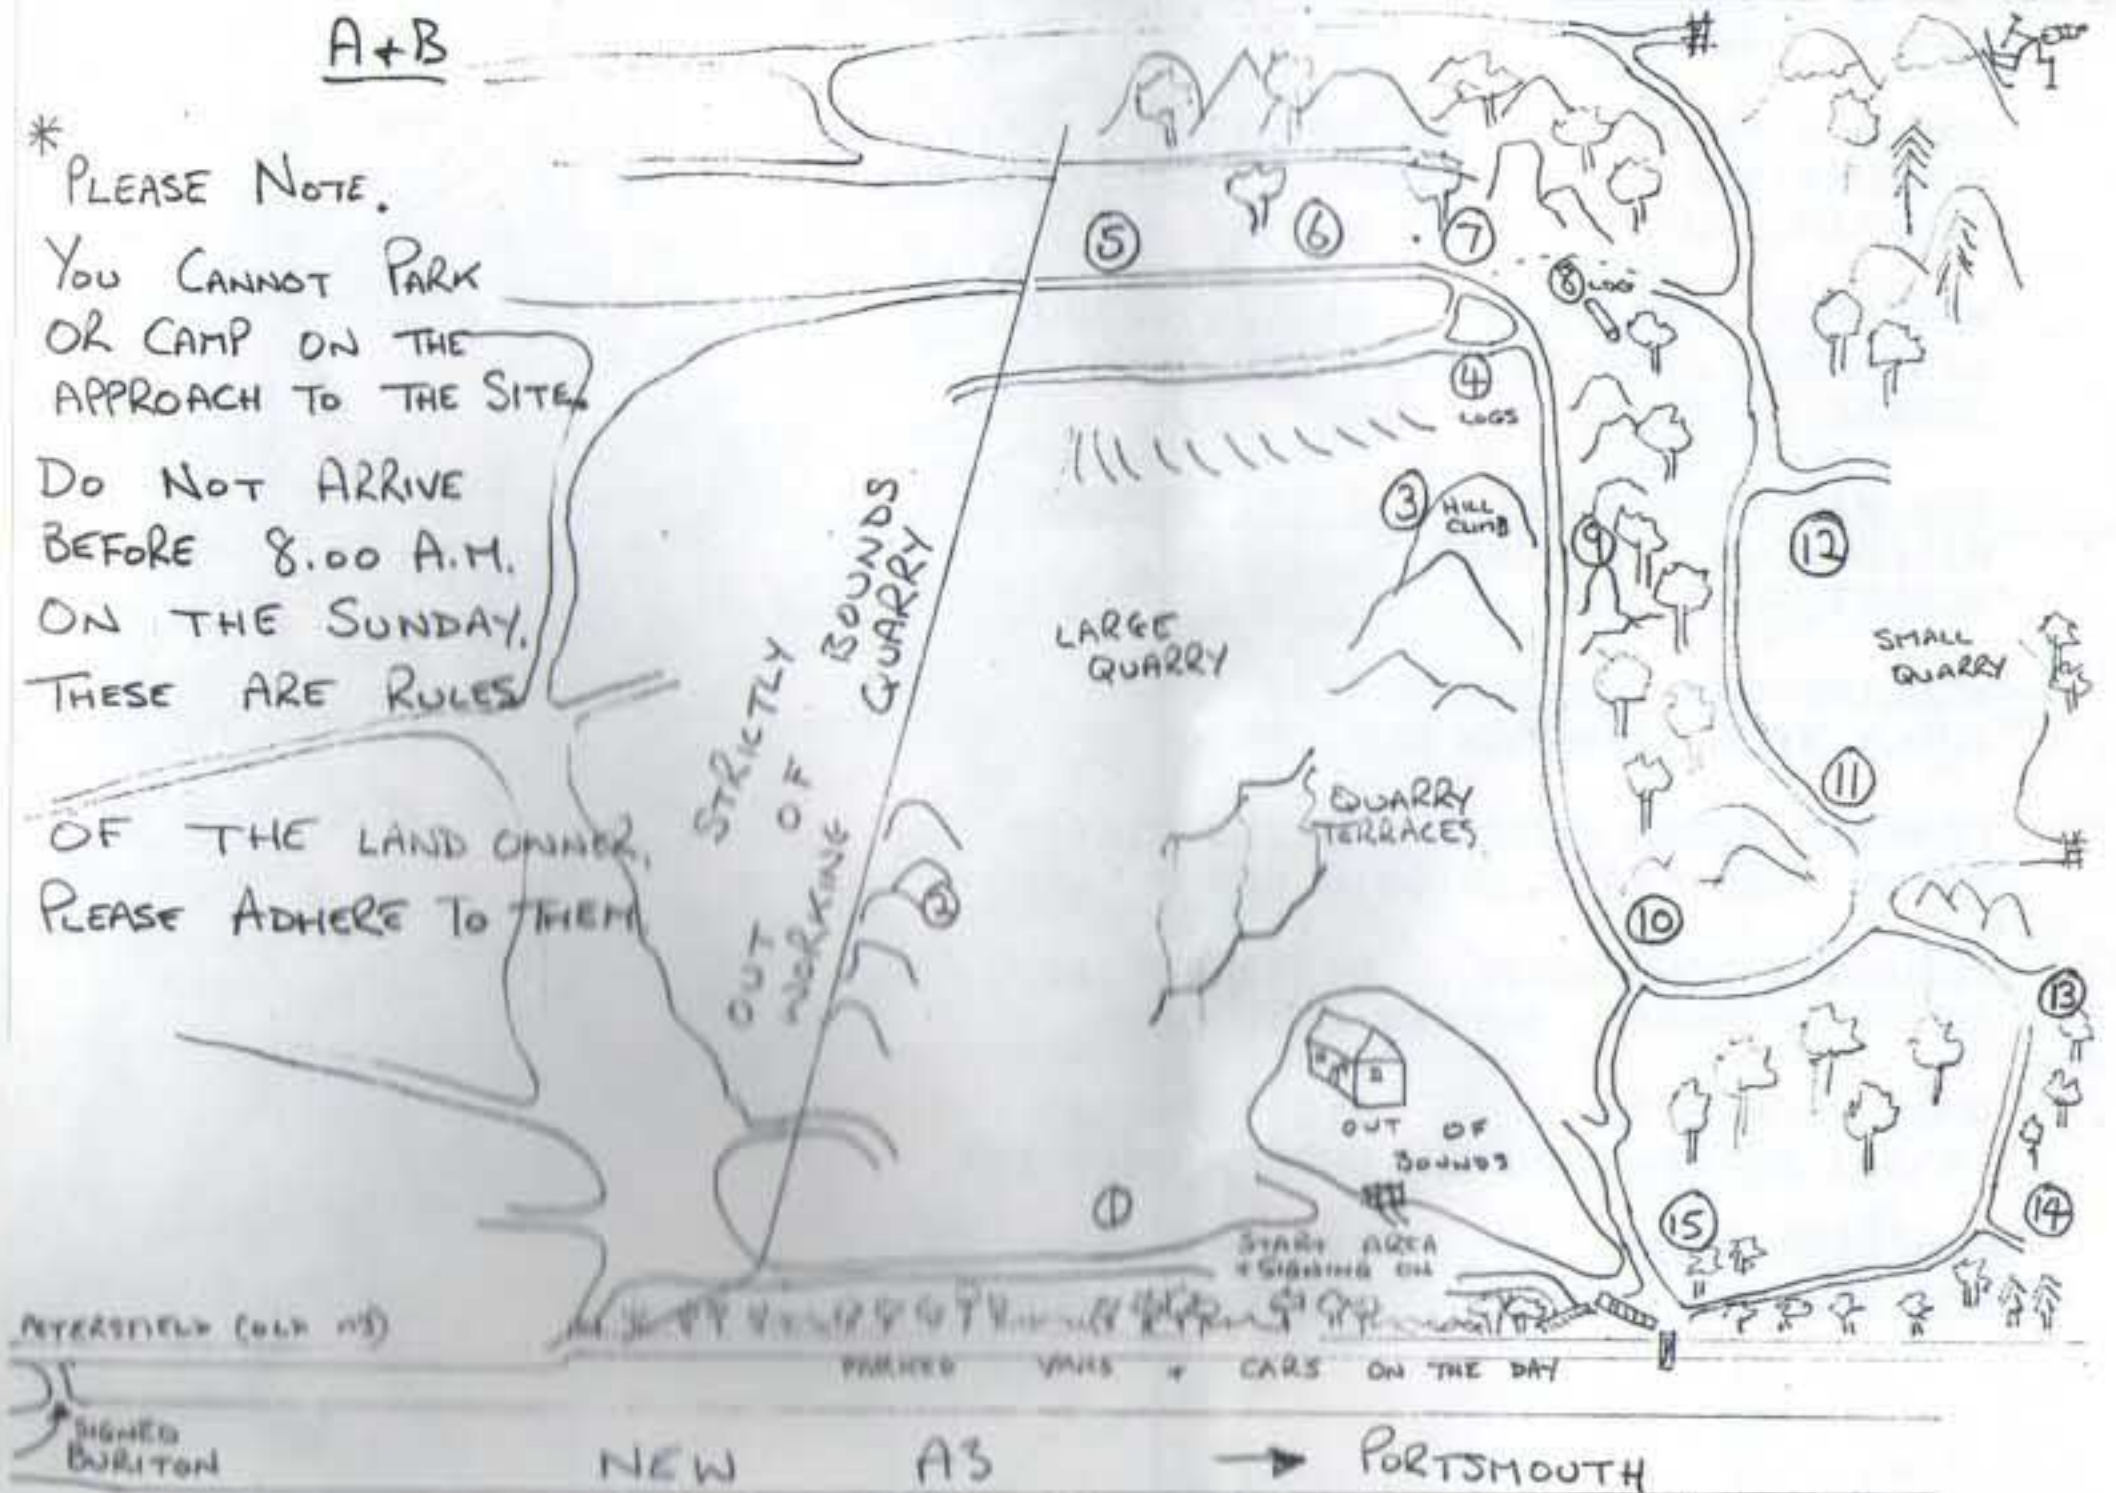 A+B
* PLEASE NOTE.
YOU CANNOT PARK
OR CAMP ON THE
APPROACH TO THE SITE.
DO NOT ARRIVE
BEFORE 8.00 A.M.
ON THE SUNDAY.
THESE ARE RULES
OF THE LAND OWNER.
PLEASE ADHERE TO THEM
5
6
7
8 LOG
4
LOGS
3
HILL
CLIMB
9
12
STRICTLY
OUT OF BOUNDS
WORKING QUARRY
LARGE
QUARRY
SMALL
QUARRY
11
QUARRY
TERRACES
2
10
13
OUT OF
BOUNDS
1
15
14
START AREA
+ SIGNING ON
PETERSFIELD (OLD A3)
PARKED VANS + CARS ON THE DAY
SIGNED
BURITON
NEW A3 → PORTSMOUTH